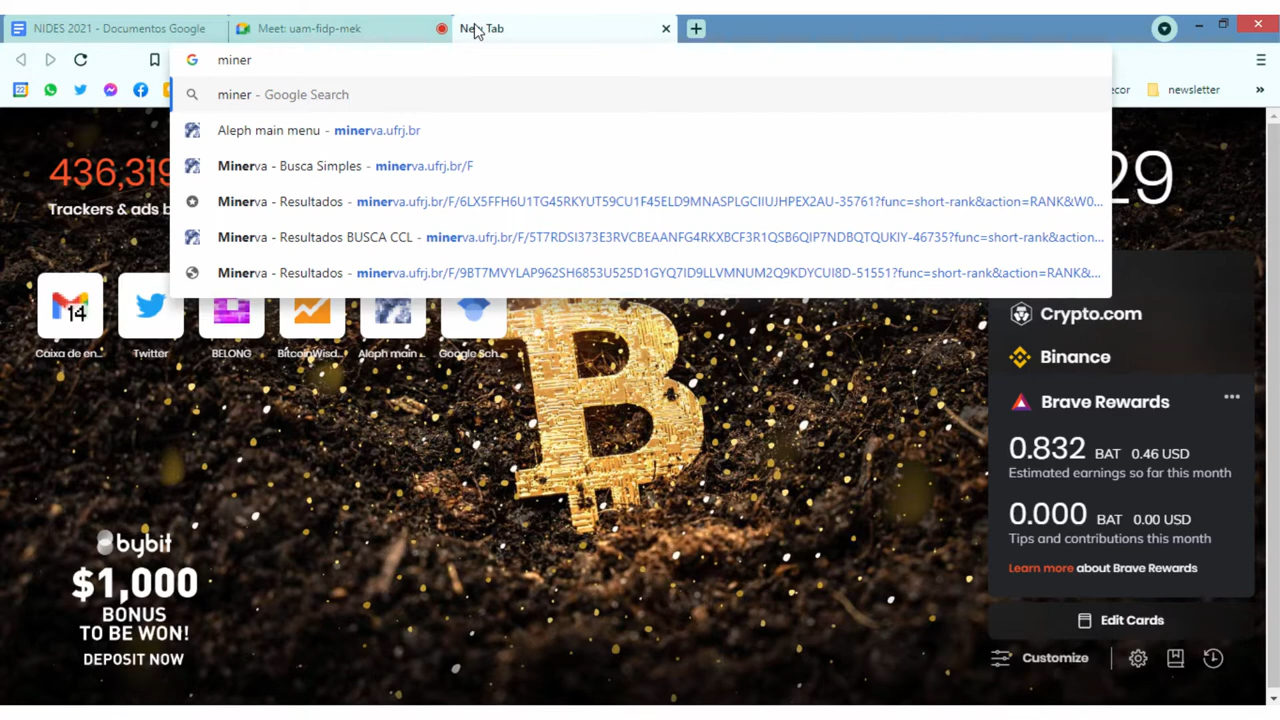 NIDES 2021 - Documentos Google
Meet: uam-fidp-mek
New Tab
miner
miner - Google Search
Aleph main menu - minerva.ufrj.br
Minerva - Busca Simples - minerva.ufrj.br/F
Minerva - Resultados - minerva.ufrj.br/F/6LX5FFH6U1TG45RKYUT59CU1F45ELD9MNASPLGCIIUJHPEX2AU-35761?func=short-rank&action=RANK&W0...
Minerva - Resultados BUSCA CCL - minerva.ufrj.br/F/5T7RDSI373E3RVCBEAANFG4RKXBCF3R1QSB6QIP7NDBQTQUKIY-46735?func=short-rank&action...
Minerva - Resultados - minerva.ufrj.br/F/9BT7MVYLAP962SH6853U525D1GYQ7ID9LLVMNUM2Q9KDYCUI8D-51551?func=short-rank&action=RANK&...
22
ecor
newsletter
»
436,319
Trackers & ads b
29
14
Caixa de en...
Twitter
BELONG
BitcoinWisd...
Aleph main ...
Google Sch...
Crypto.com
Binance
Brave Rewards
0.832 BAT 0.46 USD
Estimated earnings so far this month
0.000 BAT 0.00 USD
Tips and contributions this month
Learn more about Brave Rewards
Edit Cards
Customize
bybit
$1,000
BONUS
TO BE WON!
DEPOSIT NOW